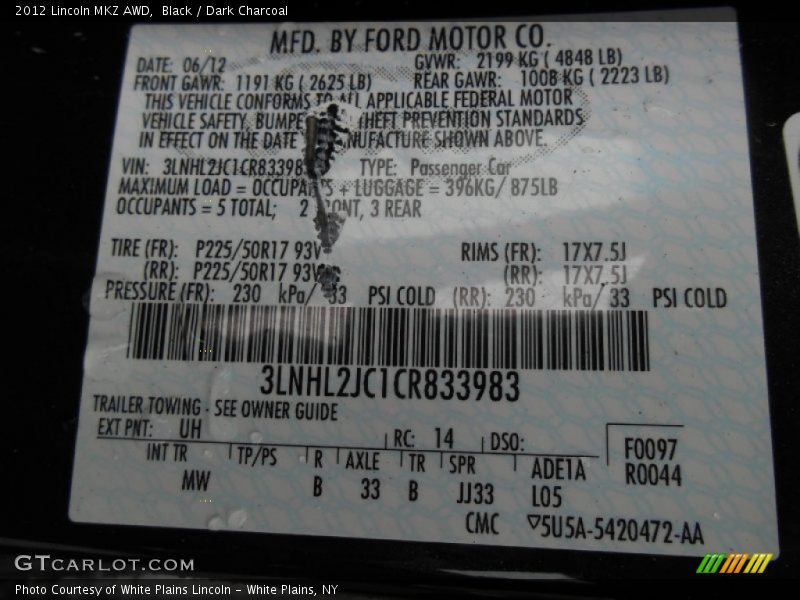 2012 Lincoln MKZ AWD, Black / Dark Charcoal
MFD. BY FORD MOTOR CO.
DATE: 06/12 GVWR: 2199 KG ( 4848 LB)
FRONT GAWR: 1191 KG ( 2625 LB) REAR GAWR: 1008 KG ( 2223 LB)
THIS VEHICLE CONFORMS TO ALL APPLICABLE FEDERAL MOTOR
VEHICLE SAFETY, BUMPE HEFT PREVENTION STANDARDS
IN EFFECT ON THE DATE NUFACTURE SHOWN ABOVE.
VIN: 3LNHL2JC1CR83398 TYPE: Passenger Car
MAXIMUM LOAD = OCCUPANTS + LUGGAGE = 396KG/ 875LB
OCCUPANTS = 5 TOTAL; 2 ONT, 3 REAR
TIRE (FR): P225/50R17 93V RIMS (FR): 17X7.5J
(RR): P225/50R17 93V (RR): 17X7.5J
PRESSURE (FR): 230 kPa/ 33 PSI COLD (RR): 230 kPa/ 33 PSI COLD
3LNHL2JC1CR833983
TRAILER TOWING - SEE OWNER GUIDE
EXT PNT: UH RC: 14 DSO: F0097
INT TR TP/PS R AXLE TR SPR ADE1A R0044
MW B 33 B JJ33 L05
CMC ▽5U5A-5420472-AA
GTCARLOT.COM
Photo Courtesy of White Plains Lincoln - White Plains, NY